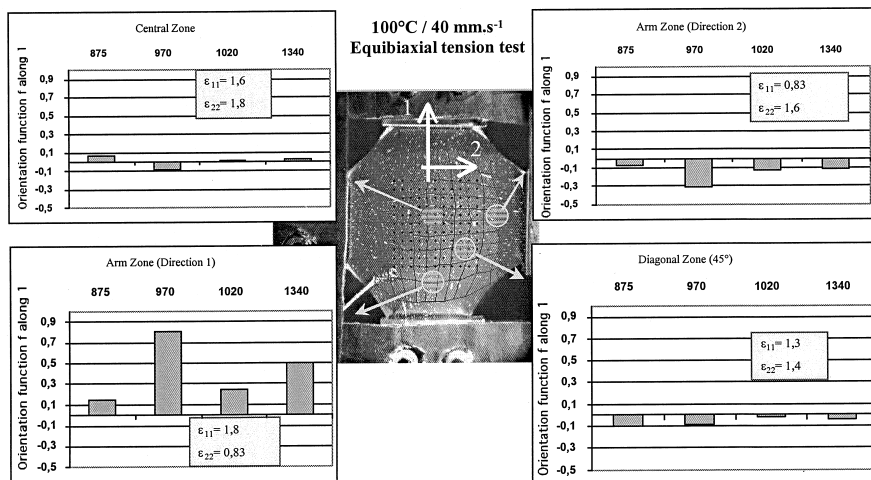 Central Zone
875 970 1020 1340
Orientation function f along 1
0,9
0,7
0,5
0,3
0,1
-0,1
-0,3
-0,5
ε11= 1,6
ε22= 1,8
100°C / 40 mm.s-1
Equibiaxial tension test
1
2
Arm Zone (Direction 2)
875 970 1020 1340
Orientation function f along 1
0,9
0,7
0,5
0,3
0,1
-0,1
-0,3
-0,5
ε11= 0,83
ε22= 1,6
Arm Zone (Direction 1)
875 970 1020 1340
Orientation function f along 1
0,9
0,7
0,5
0,3
0,1
-0,1
-0,3
-0,5
ε11= 1,8
ε22= 0,83
Diagonal Zone (45°)
875 970 1020 1340
Orientation function f along 1
0,9
0,7
0,5
0,3
0,1
-0,1
-0,3
-0,5
ε11= 1,3
ε22= 1,4